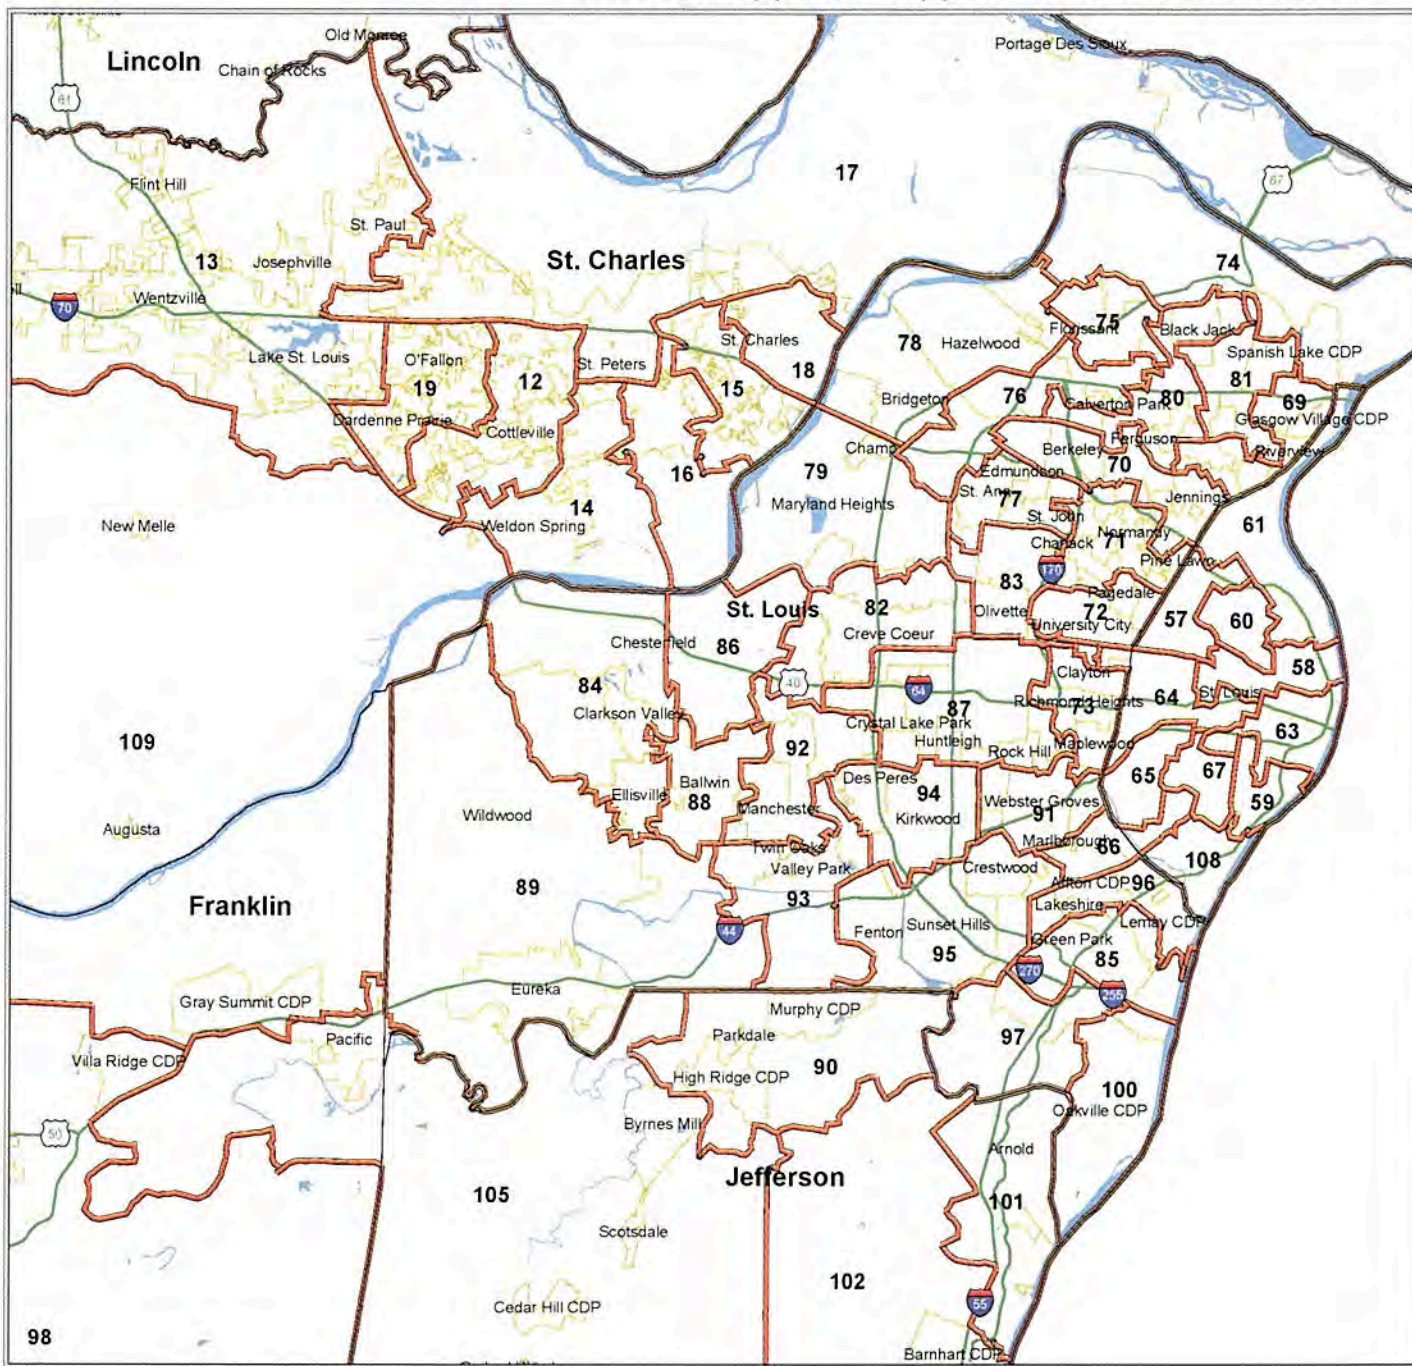 Old Monroe
Portage Des Sioux
Lincoln
Chain of Rocks
61
17
67
Flint Hill
St. Paul
13
Josephville
St. Charles
74
70
Wentzville
75
Florissant
Black Jack
Lake St. Louis
O'Fallon
St. Peters
St. Charles
18
78
Hazelwood
Spanish Lake CDP
19
12
15
76
80
81
69
Bridgeton
Calverton Park
Dardenne Prairie
Cottleville
Glasgow Village CDP
Champ
Berkeley
Ferguson
Riverview
16
79
Edmundson
70
St. Ann
77
Jennings
Maryland Heights
14
New Melle
Weldon Spring
St. John
Normandy
61
Charlack
71
Pine Lawn
170
83
Pagedale
St. Louis
82
Olivette
72
57
60
University City
Chesterfield
86
Creve Coeur
58
Clayton
84
40
64
87
Richmond Heights
73
64
St. Louis
Clarkson Valley
Crystal Lake Park
Huntleigh
109
92
Rock Hill
Maplewood
63
Ballwin
Des Peres
65
67
Ellisville
88
Manchester
94
Webster Groves
59
Wildwood
Kirkwood
91
Augusta
Twin Oaks
Marlborough
66
Valley Park
Crestwood
108
89
Affton CDP
96
93
Lakeshire
Franklin
44
Fenton
Sunset Hills
Lemay CDP
Green Park
95
85
270
Eureka
255
Gray Summit CDP
Murphy CDP
Pacific
Parkdale
97
Villa Ridge CDP
90
High Ridge CDP
100
Oakville CDP
50
Byrnes Mill
Arnold
Jefferson
105
101
Scotsdale
102
55
Cedar Hill CDP
98
Barnhart CDP